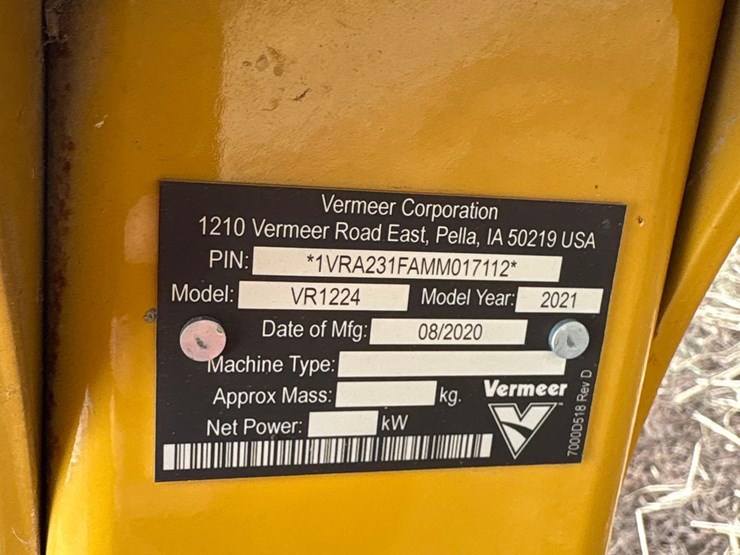 Vermeer Corporation
1210 Vermeer Road East, Pella, IA 50219 USA
PIN: *1VRA231FAMM017112*
Model: VR1224 Model Year: 2021
Date of Mfg: 08/2020
Machine Type:
Approx Mass: kg.
Net Power: kW
Vermeer
7000D518 Rev D